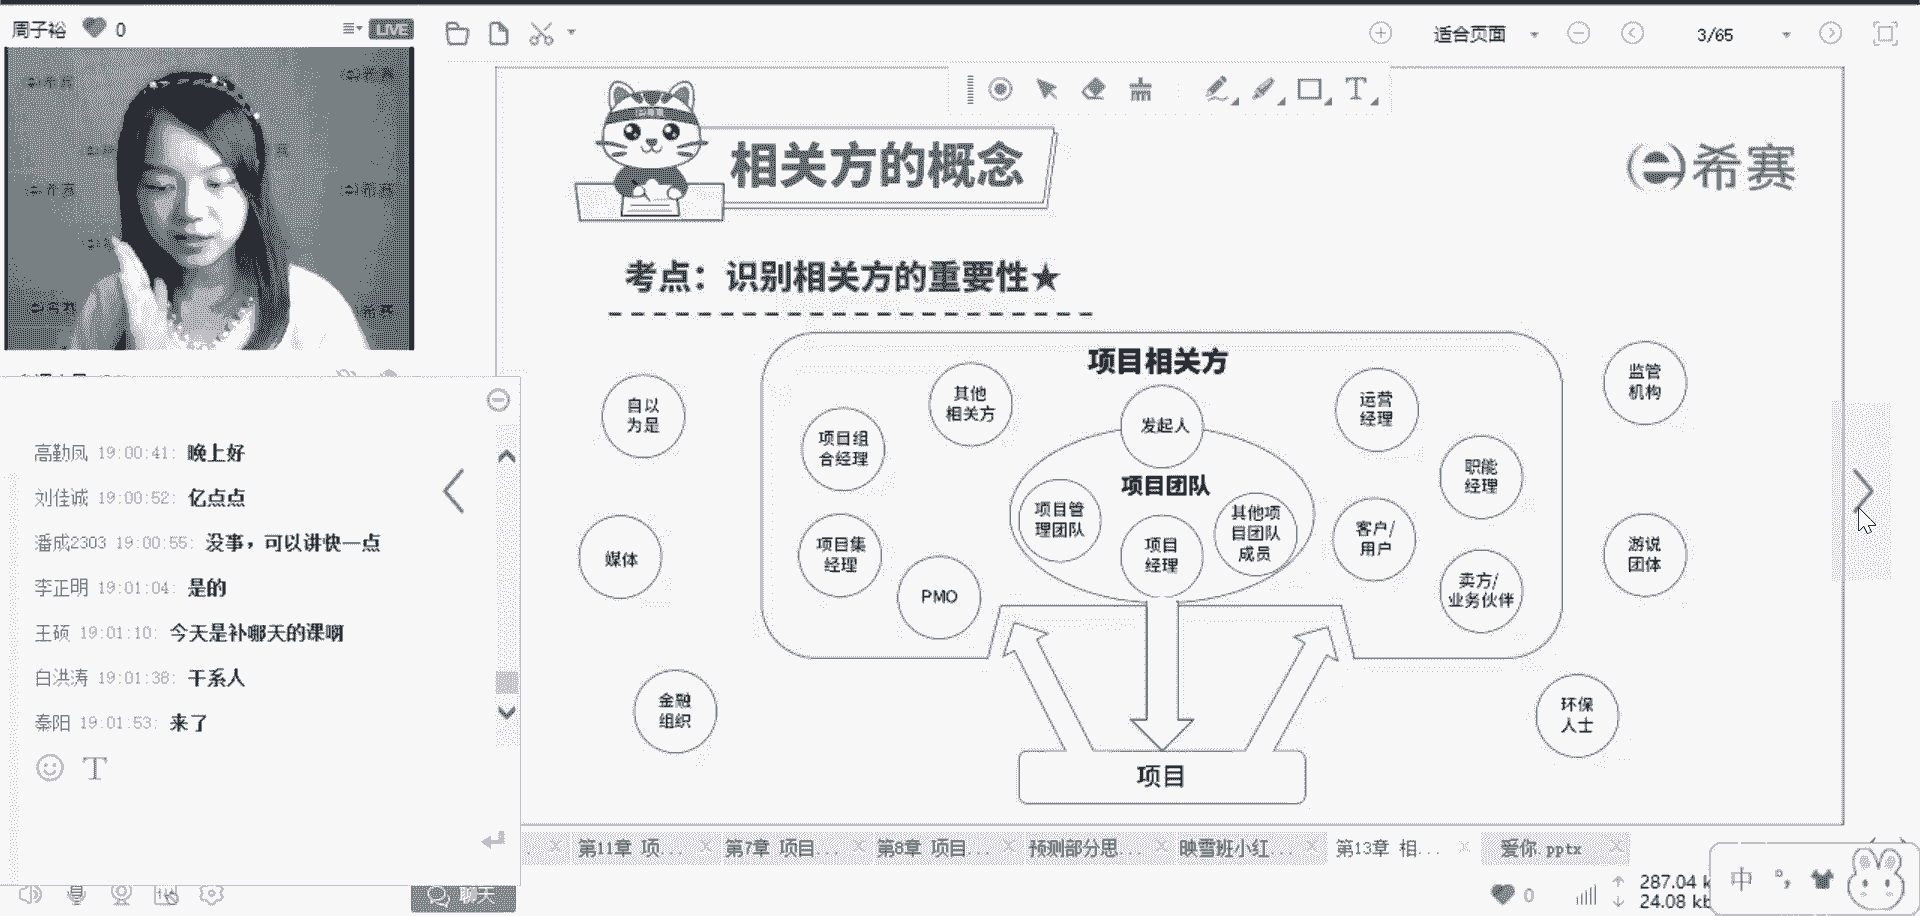 周子裕 0
LIVE
适合页面
3/65
相关方的概念
希赛
考点：识别相关方的重要性★
项目相关方
自以
为是
媒体
金融
组织
其他
相关方
项目组
合经理
项目集
经理
PMO
发起人
项目团队
项目管
理团队
项目
经理
其他项
目团队
成员
运营
经理
职能
经理
客户/
用户
卖方/
业务伙伴
监管
机构
游说
团体
环保
人士
项目
高勤凤 19:00:41: 晚上好
刘佳诚 19:00:52: 亿点点
潘成2303 19:00:55: 没事，可以讲快一点
李正明 19:01:04: 是的
王硕 19:01:10: 今天是补哪天的课啊
白洪涛 19:01:38: 干系人
秦阳 19:01:53: 来了
T
聊天
第11章 项...
第7章 项目...
第8章 项目...
预测部分思...
映雪班小红...
第13章 相...
爱你.pptx
0
287.04 k
24.08 kb
中